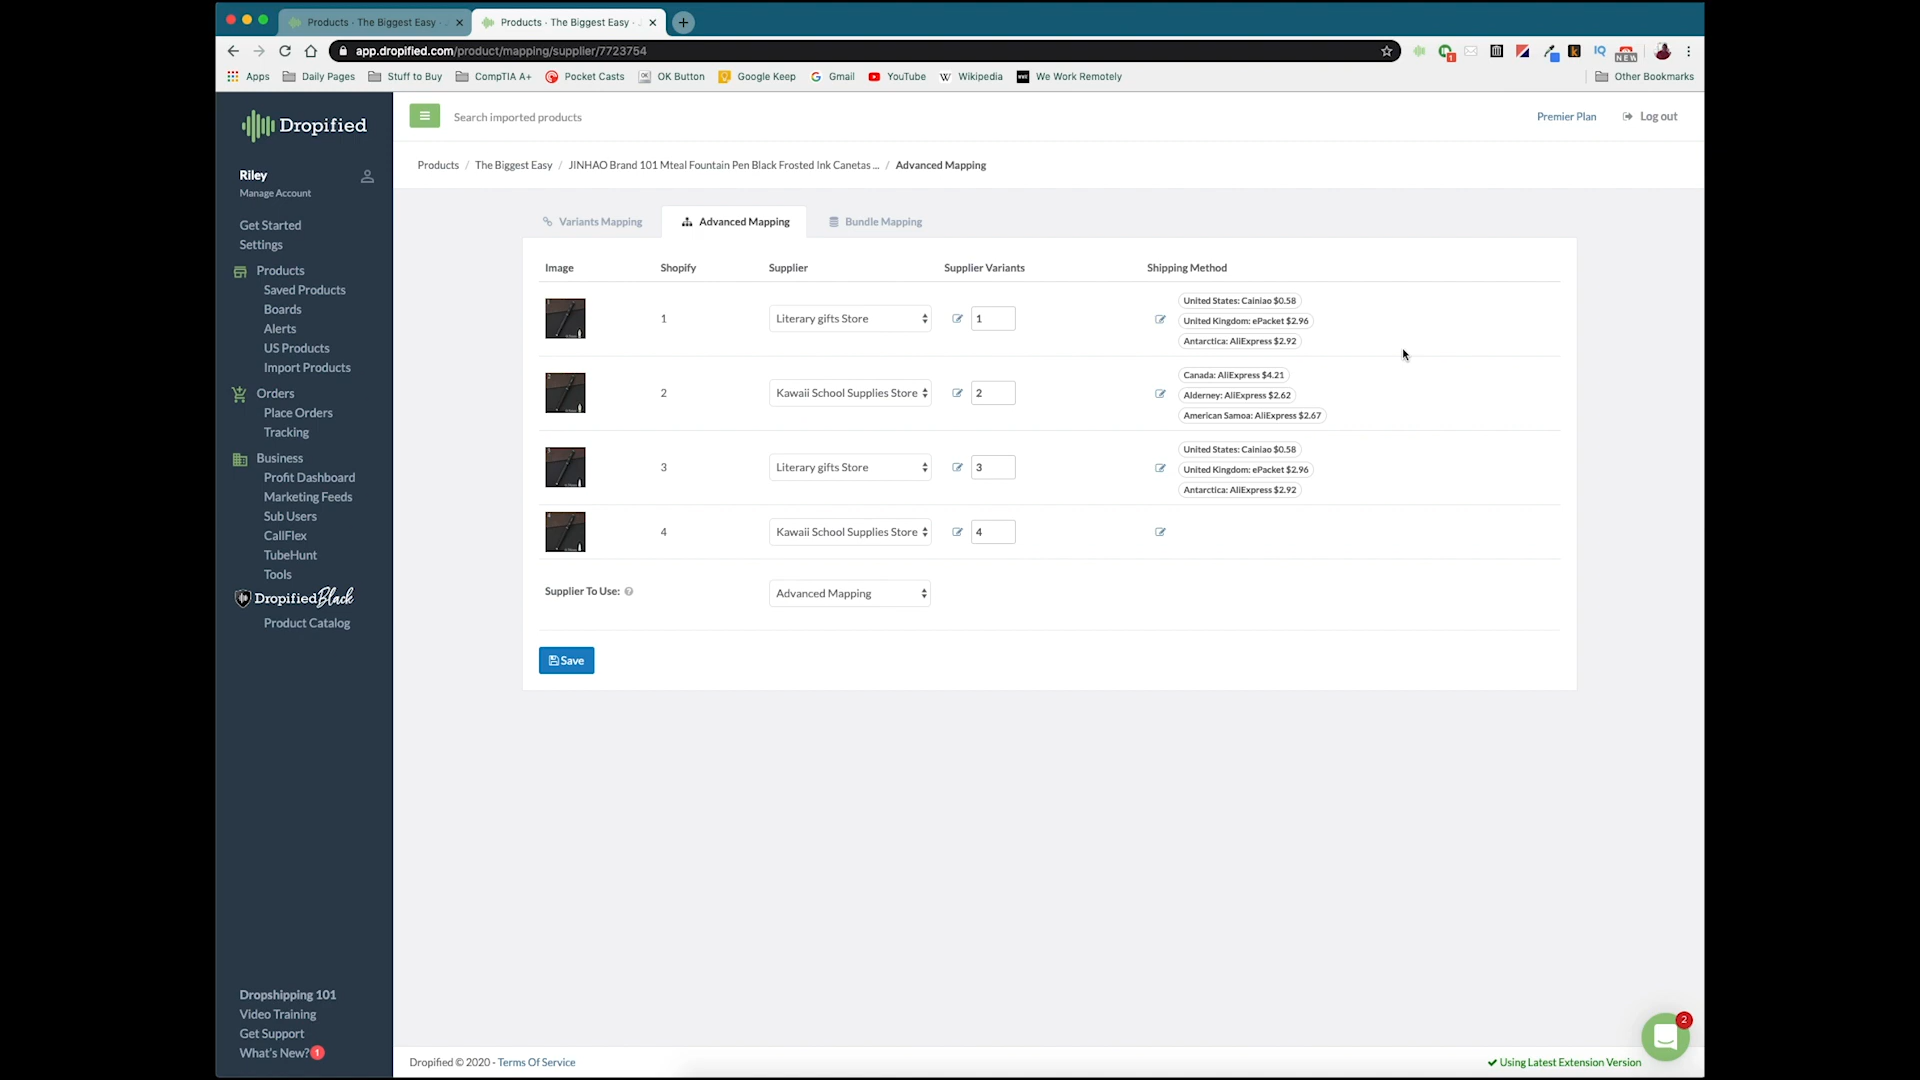 Products · The Biggest Easy ·
Products · The Biggest Easy ·
app.dropified.com/product/mapping/supplier/7723754
Apps Daily Pages Stuff to Buy CompTIA A+ Pocket Casts OK Button Google Keep Gmail YouTube Wikipedia We Work Remotely Other Bookmarks
Dropified
Search imported products
Premier Plan
Log out
Products / The Biggest Easy / JINHAO Brand 101 Mteal Fountain Pen Black Frosted Ink Canetas ... / Advanced Mapping
Riley
Manage Account
Get Started
Settings
Products
Saved Products
Boards
Alerts
US Products
Import Products
Orders
Place Orders
Tracking
Business
Profit Dashboard
Marketing Feeds
Sub Users
CallFlex
TubeHunt
Tools
Dropified Black
Product Catalog
Dropshipping 101
Video Training
Get Support
What's New? 1
Variants Mapping Advanced Mapping Bundle Mapping
Image Shopify Supplier Supplier Variants Shipping Method
1 Literary gifts Store 1
United States: Cainiao $0.58
United Kingdom: ePacket $2.96
Antarctica: AliExpress $2.92
2 Kawaii School Supplies Store 2
Canada: AliExpress $4.21
Alderney: AliExpress $2.62
American Samoa: AliExpress $2.67
3 Literary gifts Store 3
United States: Cainiao $0.58
United Kingdom: ePacket $2.96
Antarctica: AliExpress $2.92
4 Kawaii School Supplies Store 4
Supplier To Use: Advanced Mapping
Save
2
Dropified © 2020 - Terms Of Service
Using Latest Extension Version